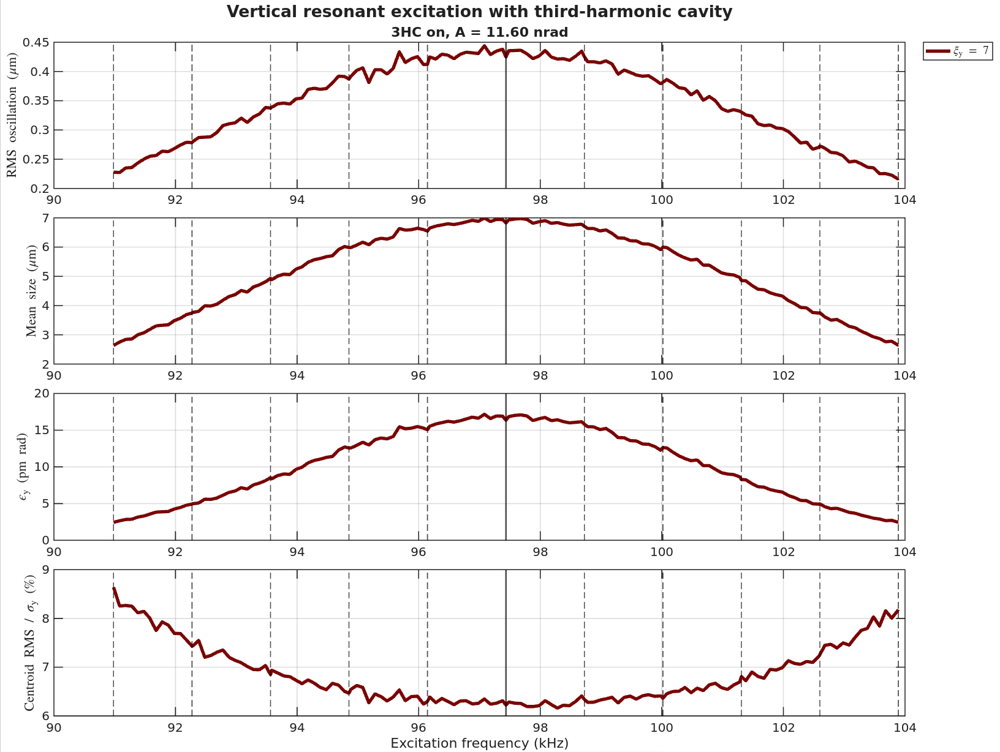 Vertical resonant excitation with third-harmonic cavity
3HC on, A = 11.60 nrad
ξy = 7
RMS oscillation (μm)
0.45
0.4
0.35
0.3
0.25
0.2
90 92 94 96 98 100 102 104
Mean size (μm)
7
6
5
4
3
2
90 92 94 96 98 100 102 104
ϵy (pm rad)
20
15
10
5
0
90 92 94 96 98 100 102 104
Centroid RMS / σy (%)
9
8
7
6
90 92 94 96 98 100 102 104
Excitation frequency (kHz)